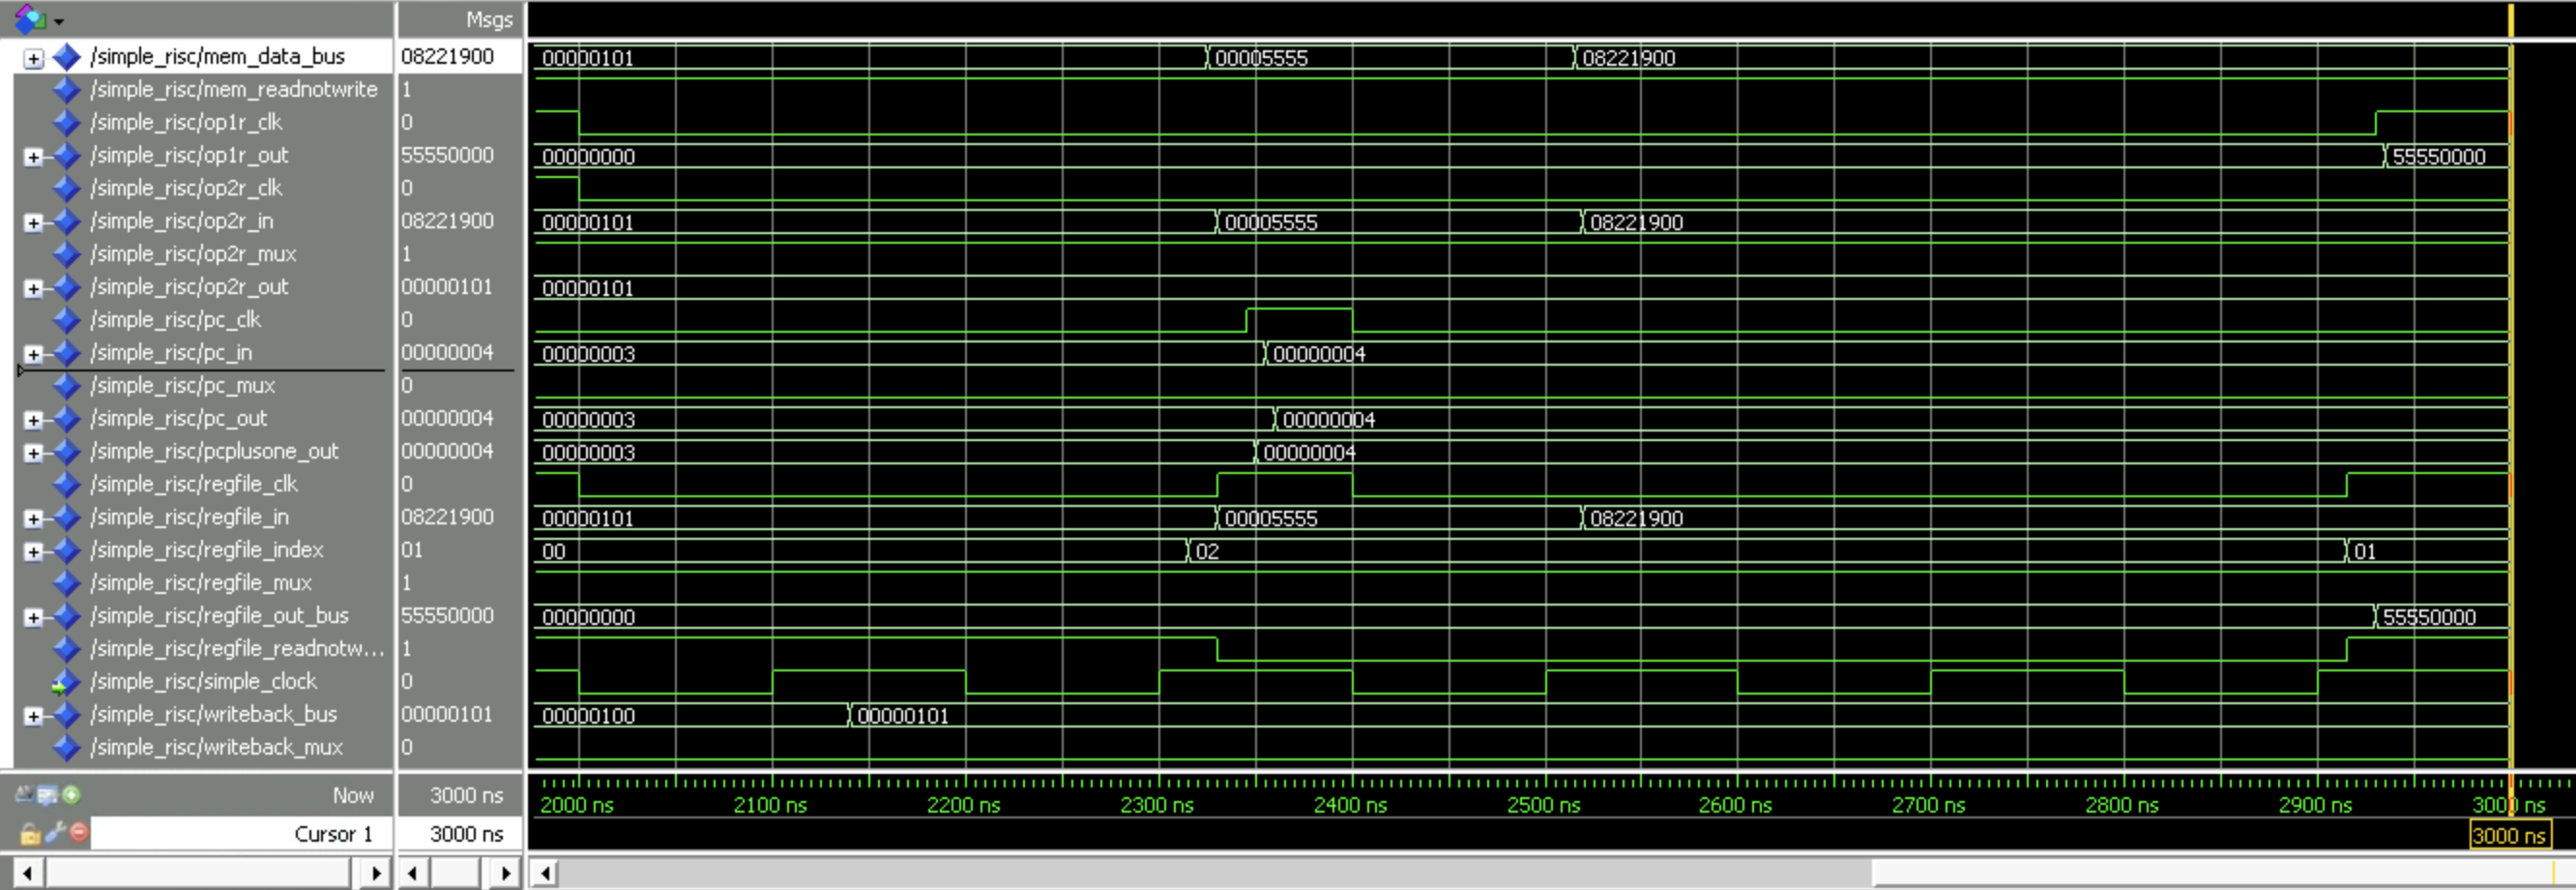 Msgs
/simple_risc/mem_data_bus 08221900 00000101 00005555 08221900
/simple_risc/mem_readnotwrite 1
/simple_risc/op1r_clk 0
/simple_risc/op1r_out 55550000 00000000 55550000
/simple_risc/op2r_clk 0
/simple_risc/op2r_in 08221900 00000101 00005555 08221900
/simple_risc/op2r_mux 1
/simple_risc/op2r_out 00000101 00000101
/simple_risc/pc_clk 0
/simple_risc/pc_in 00000004 00000003 00000004
/simple_risc/pc_mux 0
/simple_risc/pc_out 00000004 00000003 00000004
/simple_risc/pcplusone_out 00000004 00000003 00000004
/simple_risc/regfile_clk 0
/simple_risc/regfile_in 08221900 00000101 00005555 08221900
/simple_risc/regfile_index 01 00 02 01
/simple_risc/regfile_mux 1
/simple_risc/regfile_out_bus 55550000 00000000 55550000
/simple_risc/regfile_readnotw... 1
/simple_risc/simple_clock 0
/simple_risc/writeback_bus 00000101 00000100 00000101
/simple_risc/writeback_mux 0
Now 3000 ns 2000 ns 2100 ns 2200 ns 2300 ns 2400 ns 2500 ns 2600 ns 2700 ns 2800 ns 2900 ns 3000 ns
Cursor 1 3000 ns 3000 ns